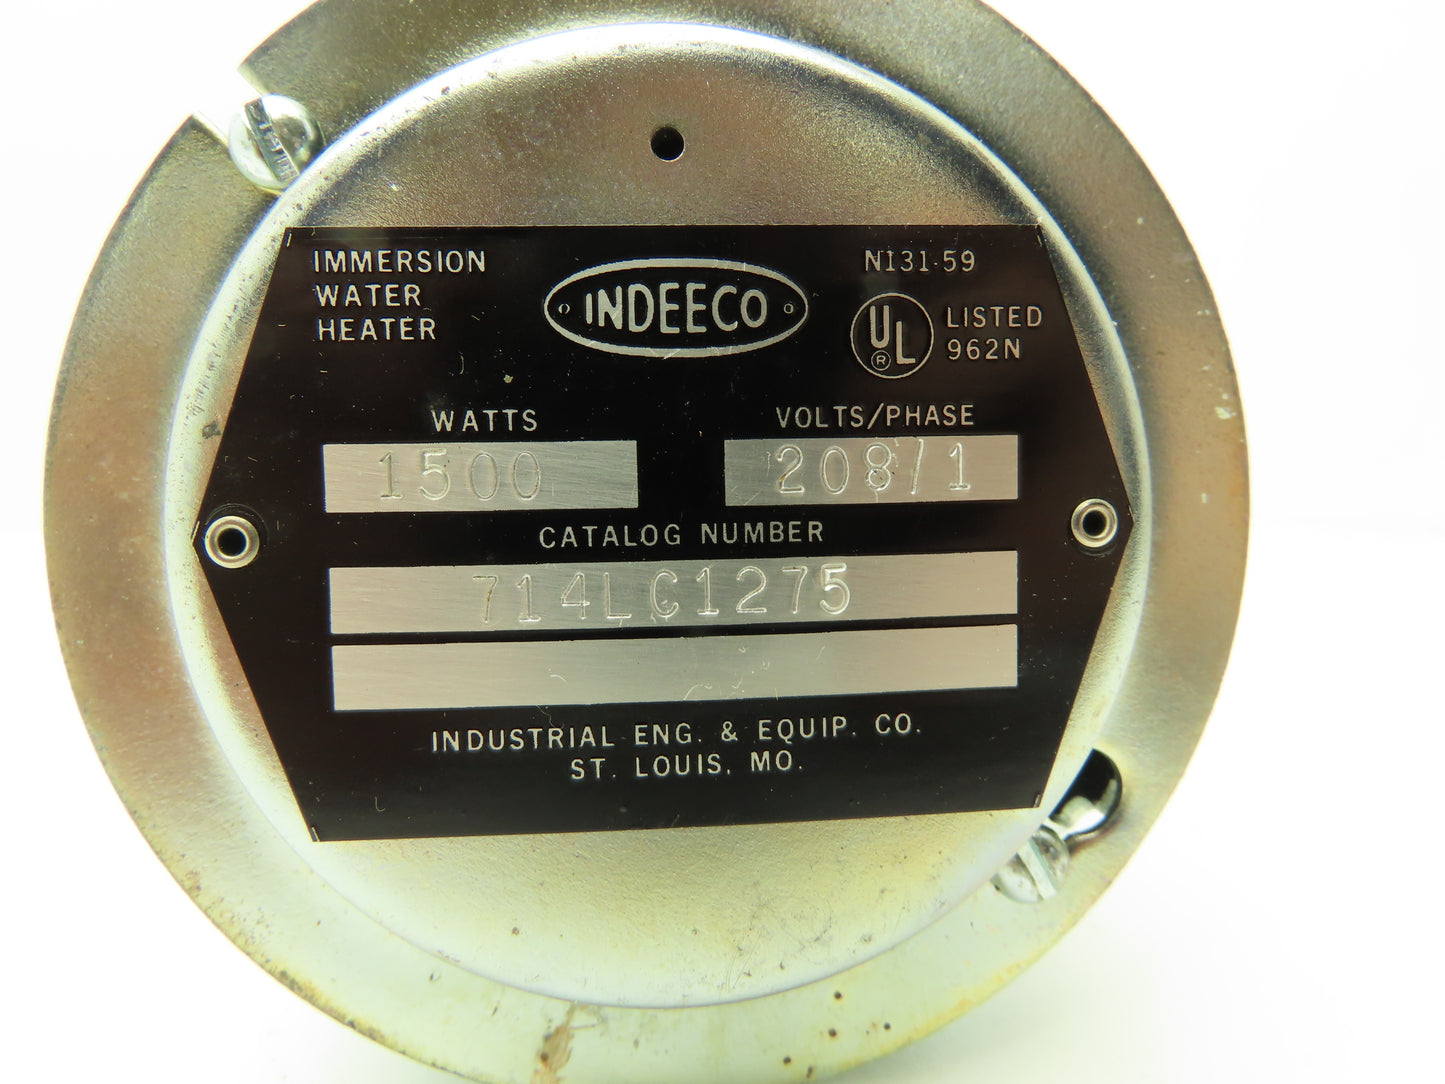 IMMERSION
WATER
HEATER
INDEECO
N131-59
UL
®
LISTED
962N
WATTS
1500
VOLTS/PHASE
208/1
CATALOG NUMBER
714LC1275
INDUSTRIAL ENG. & EQUIP. CO.
ST. LOUIS, MO.